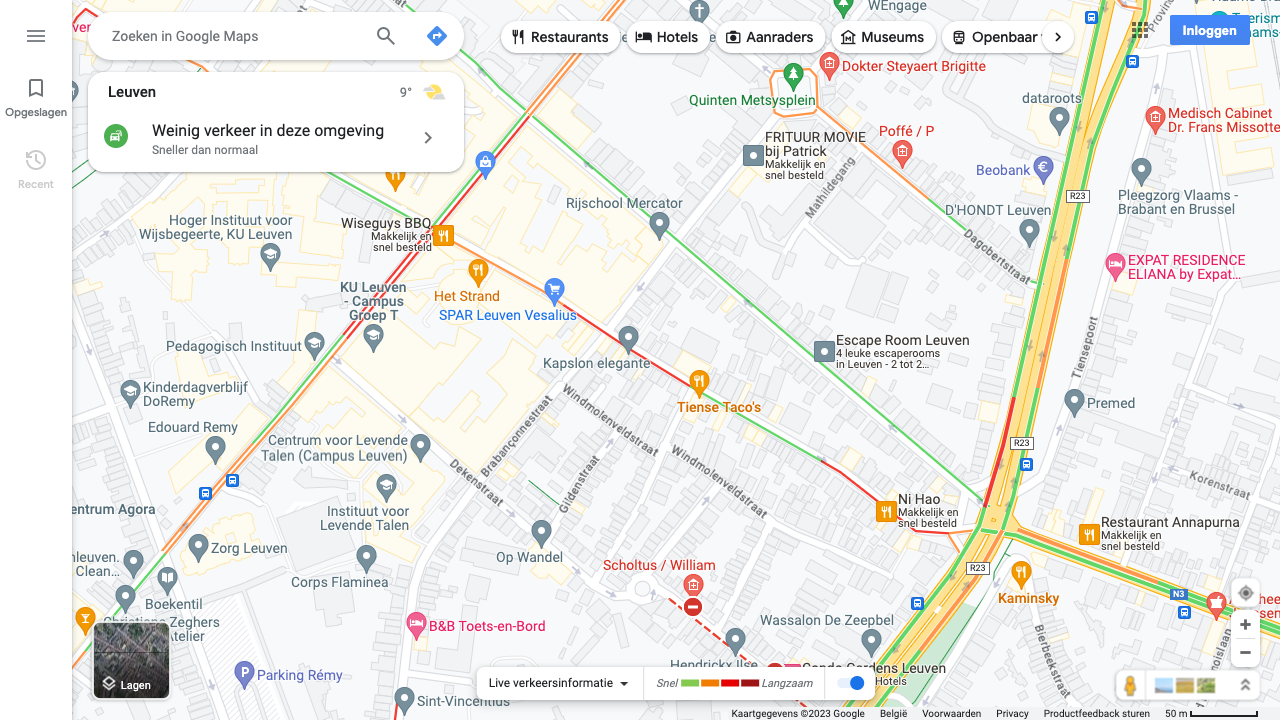 Zoeken in Google Maps
Restaurants
Hotels
Aanraders
Museums
Openbaar
Inloggen
WEngage
Opgeslagen
Recent
Leuven
9°
Weinig verkeer in deze omgeving
Sneller dan normaal
Dokter Steyaert Brigitte
Quinten Metsysplein
dataroots
Medisch Cabinet
Dr. Frans Missotte
Poffé / P
FRITUUR MOVIE
bij Patrick
Makkelijk en
snel besteld
Beobank
R23
Mathildegang
Pleegzorg Vlaams -
Brabant en Brussel
D'HONDT Leuven
Rijschool Mercator
Hoger Instituut voor
Wijsbegeerte, KU Leuven
Wiseguys BBQ
Makkelijk en
snel besteld
Dagobertstraat
EXPAT RESIDENCE
ELIANA by Expat...
KU Leuven
- Campus
Groep T
Het Strand
SPAR Leuven Vesalius
Pedagogisch Instituut
Escape Room Leuven
4 leuke escaperooms
in Leuven - 2 tot 2...
Tiensepoort
Kapslon elegante
Kinderdagverblijf
DoRemy
Tiense Taco's
Premed
Edouard Remy
Windmolenveldstraat
Brabançonnestraat
Centrum voor Levende
Talen (Campus Leuven)
R23
Windmolenveldstraat
Dekenstraat
Gildenstraat
Korenstraat
Instituut voor
Levende Talen
Ni Hao
Makkelijk en
snel besteld
entrum Agora
Restaurant Annapurna
Makkelijk en
snel besteld
Zorg Leuven
Op Wandel
Corps Flaminea
Scholtus / William
R23
N3
Kaminsky
Boekentil
Christians Zeghers
Atelier
B&B Toets-en-Bord
Wassalon De Zeepbel
Bierbeekstraat
Hendrickx Ilse
Condo Gardens Leuven
Hotels
Parking Rémy
Sint-Vincentius
Lagen
Live verkeersinformatie
Snel
Langzaam
Kaartgegevens ©2023 Google
België
Voorwaarden
Privacy
Productfeedback sturen
50 m